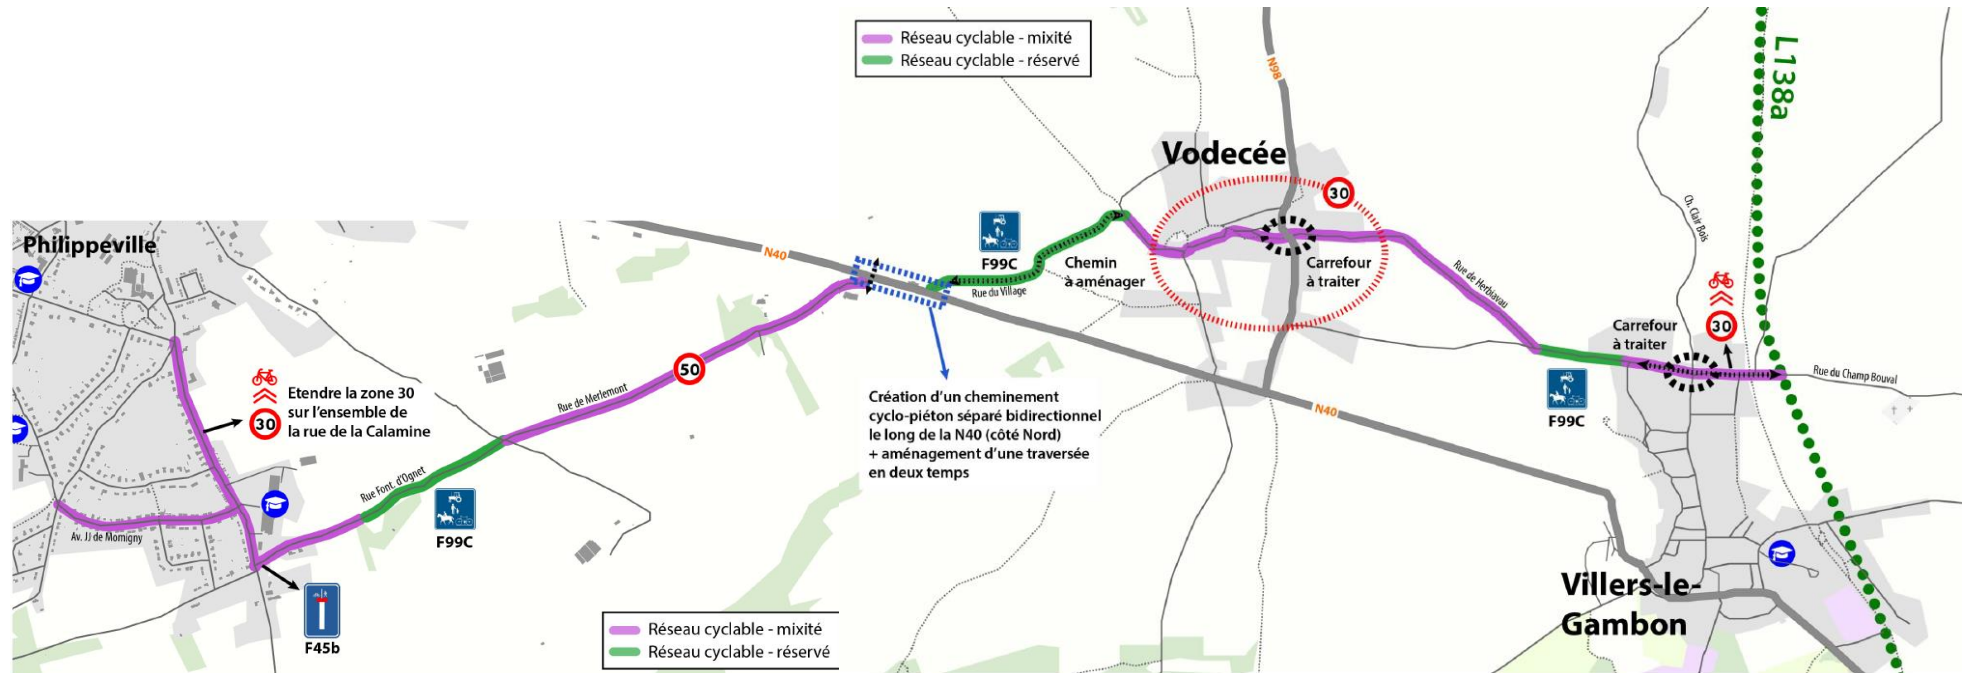 Réseau cyclable - mixité
Réseau cyclable - réservé
N98
L138a
Vodecée
30
Ch. Clair Bois
Philippeville
N40
F99C
Chemin
à aménager
Rue du Village
Carrefour
à traiter
Rue de Herbiavau
30
Carrefour
à traiter
Rue du Champ Bouval
F99C
50
Rue de Merlemont
Etendre la zone 30
sur l'ensemble de
la rue de la Calamine
30
Création d'un cheminement
cyclo-piéton séparé bidirectionnel
le long de la N40 (côté Nord)
+ aménagement d'une traversée
en deux temps
N40
Rue Font. d'Ognet
F99C
Av. JJ de Momigny
F45b
Villers-le-
Gambon
Réseau cyclable - mixité
Réseau cyclable - réservé